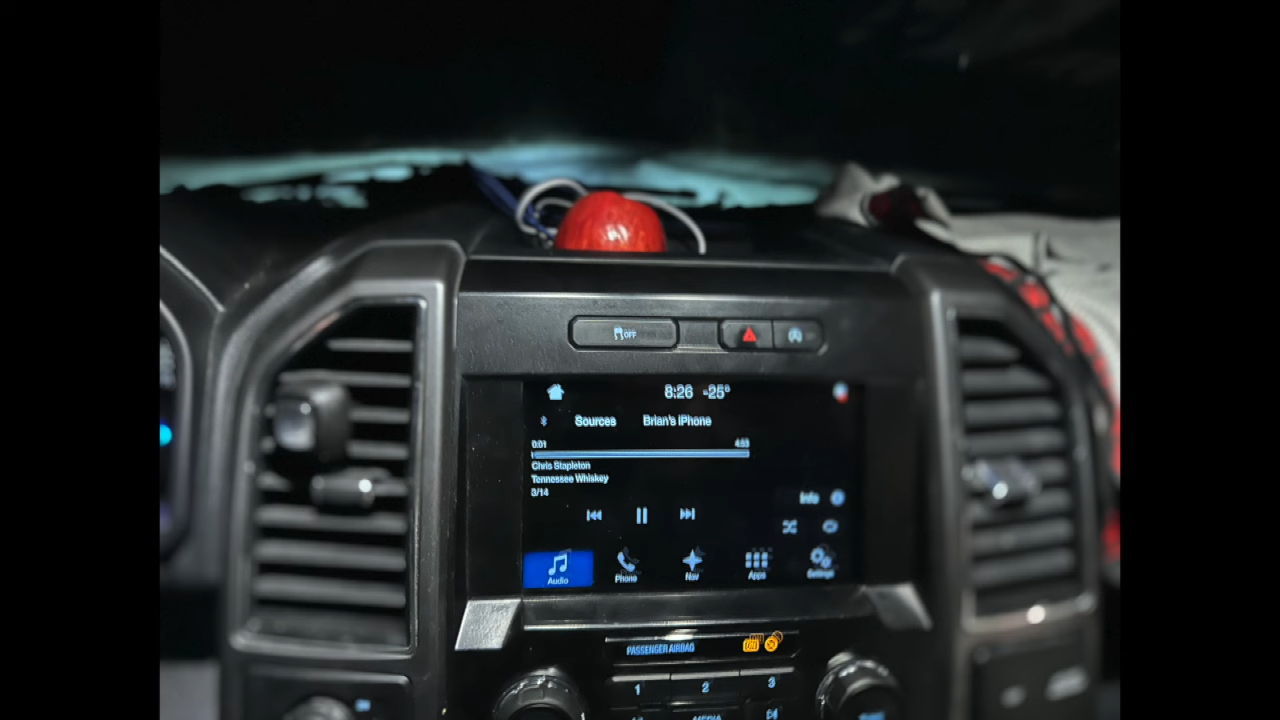 OFF
8:26 -25°
Sources Brian's iPhone
0:01 4:53
Chris Stapleton
Tennessee Whiskey
3/14
Info
Audio Phone Nav Apps Settings
PASSENGER AIRBAG
1 2 3
MEDIA